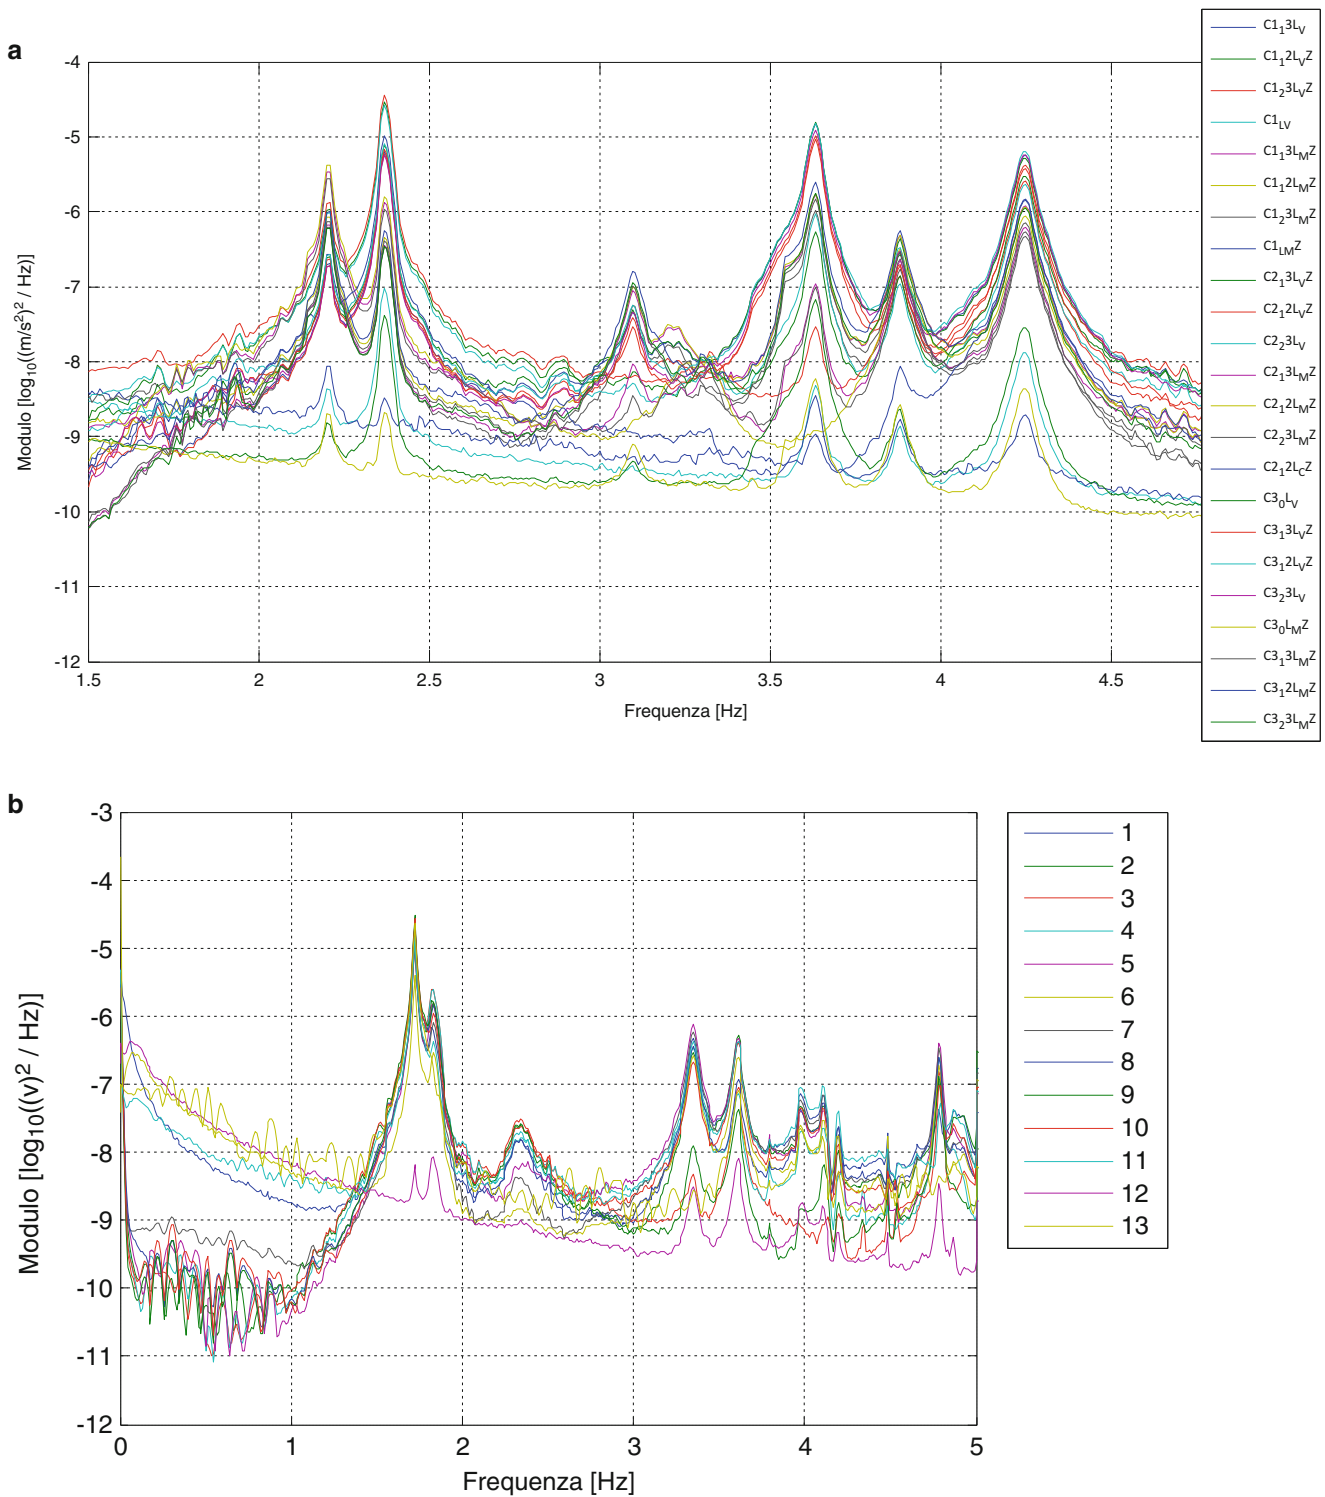 a
Modulo [log10((m/s²)² / Hz)]
-4
-5
-6
-7
-8
-9
-10
-11
-12
1.5
2
2.5
3
3.5
4
4.5
Frequenza [Hz]
C1₁3L_V
C1₁2L_VZ
C1₂3L_VZ
C1_LV
C1₁3L_MZ
C1₁2L_MZ
C1₂3L_MZ
C1_LMZ
C2₁3L_VZ
C2₁2L_VZ
C2₂3L_V
C2₁3L_MZ
C2₁2L_MZ
C2₂3L_MZ
C2₁2L_CZ
C3₀L_V
C3₁3L_VZ
C3₁2L_VZ
C3₂3L_V
C3₀L_MZ
C3₁3L_MZ
C3₁2L_MZ
C3₂3L_MZ
b
Modulo [log10((v)² / Hz)]
-3
-4
-5
-6
-7
-8
-9
-10
-11
-12
0
1
2
3
4
5
Frequenza [Hz]
1
2
3
4
5
6
7
8
9
10
11
12
13